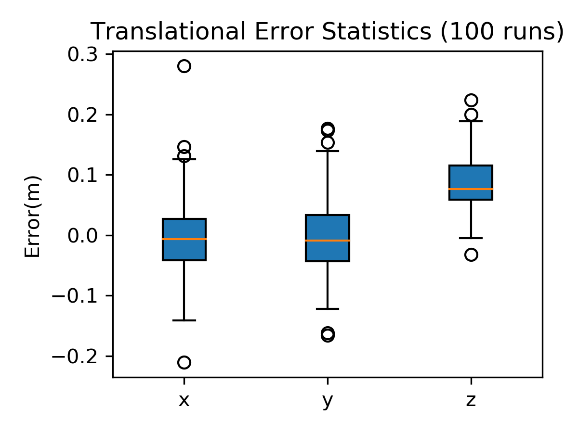 Translational Error Statistics (100 runs)
0.3
0.2
0.1
0.0
−0.1
−0.2
Error(m)
x y z